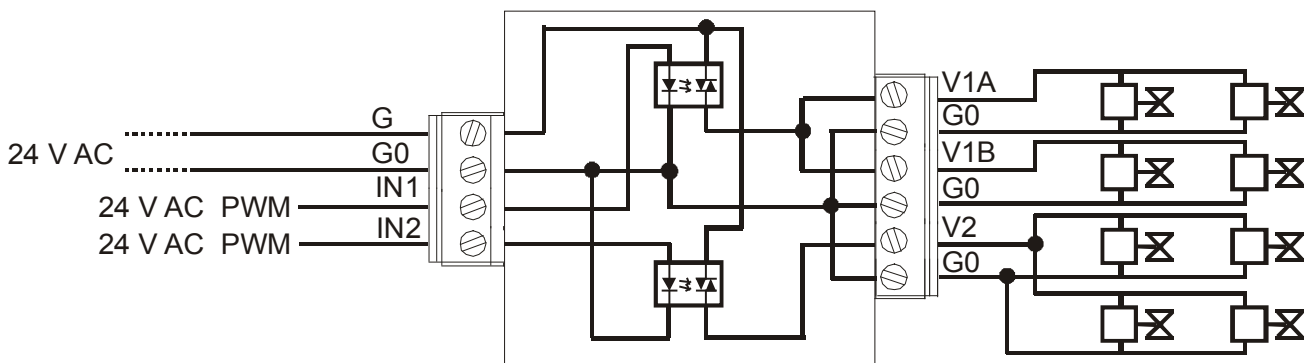 G
24 V AC
G0
IN1
24 V AC PWM
IN2
24 V AC PWM
V1A
G0
V1B
G0
V2
G0